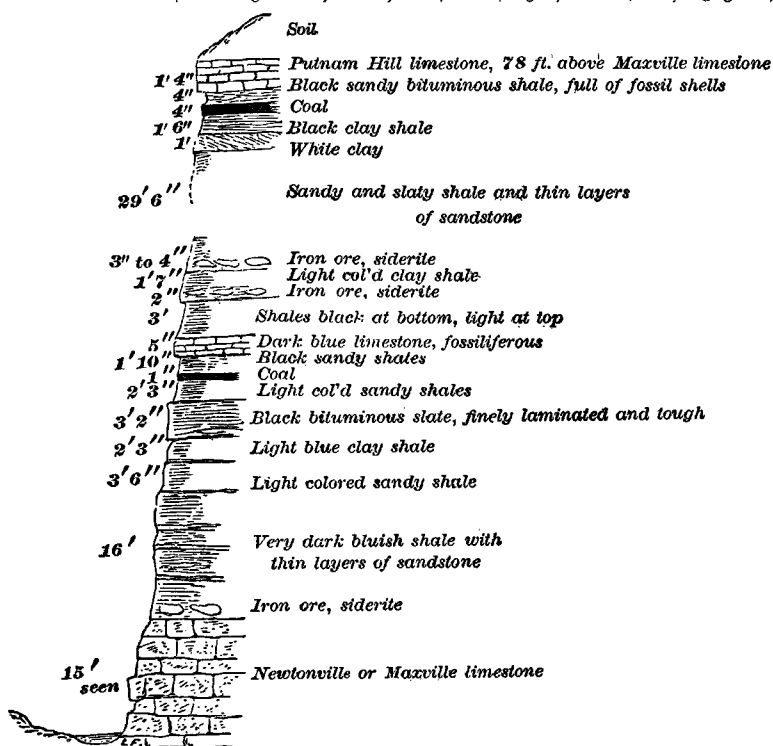 Soil
Putnam Hill limestone, 78 ft. above Maxville limestone
1' 4" Black sandy bituminous shale, full of fossil shells
4"
4" Coal
1' 6" Black clay shale
1' White clay
29' 6" Sandy and slaty shale and thin layers
of sandstone
3" to 4" Iron ore, siderite
1' 7" Light col'd clay shale
2" Iron ore, siderite
3' Shales black at bottom, light at top
5" Dark blue limestone, fossiliferous
1' 10" Black sandy shales
1" Coal
2' 3" Light col'd sandy shales
3' 2" Black bituminous slate, finely laminated and tough
2' 3" Light blue clay shale
3' 6" Light colored sandy shale
16' Very dark bluish shale with
thin layers of sandstone
Iron ore, siderite
15' Newtonville or Maxville limestone
seen